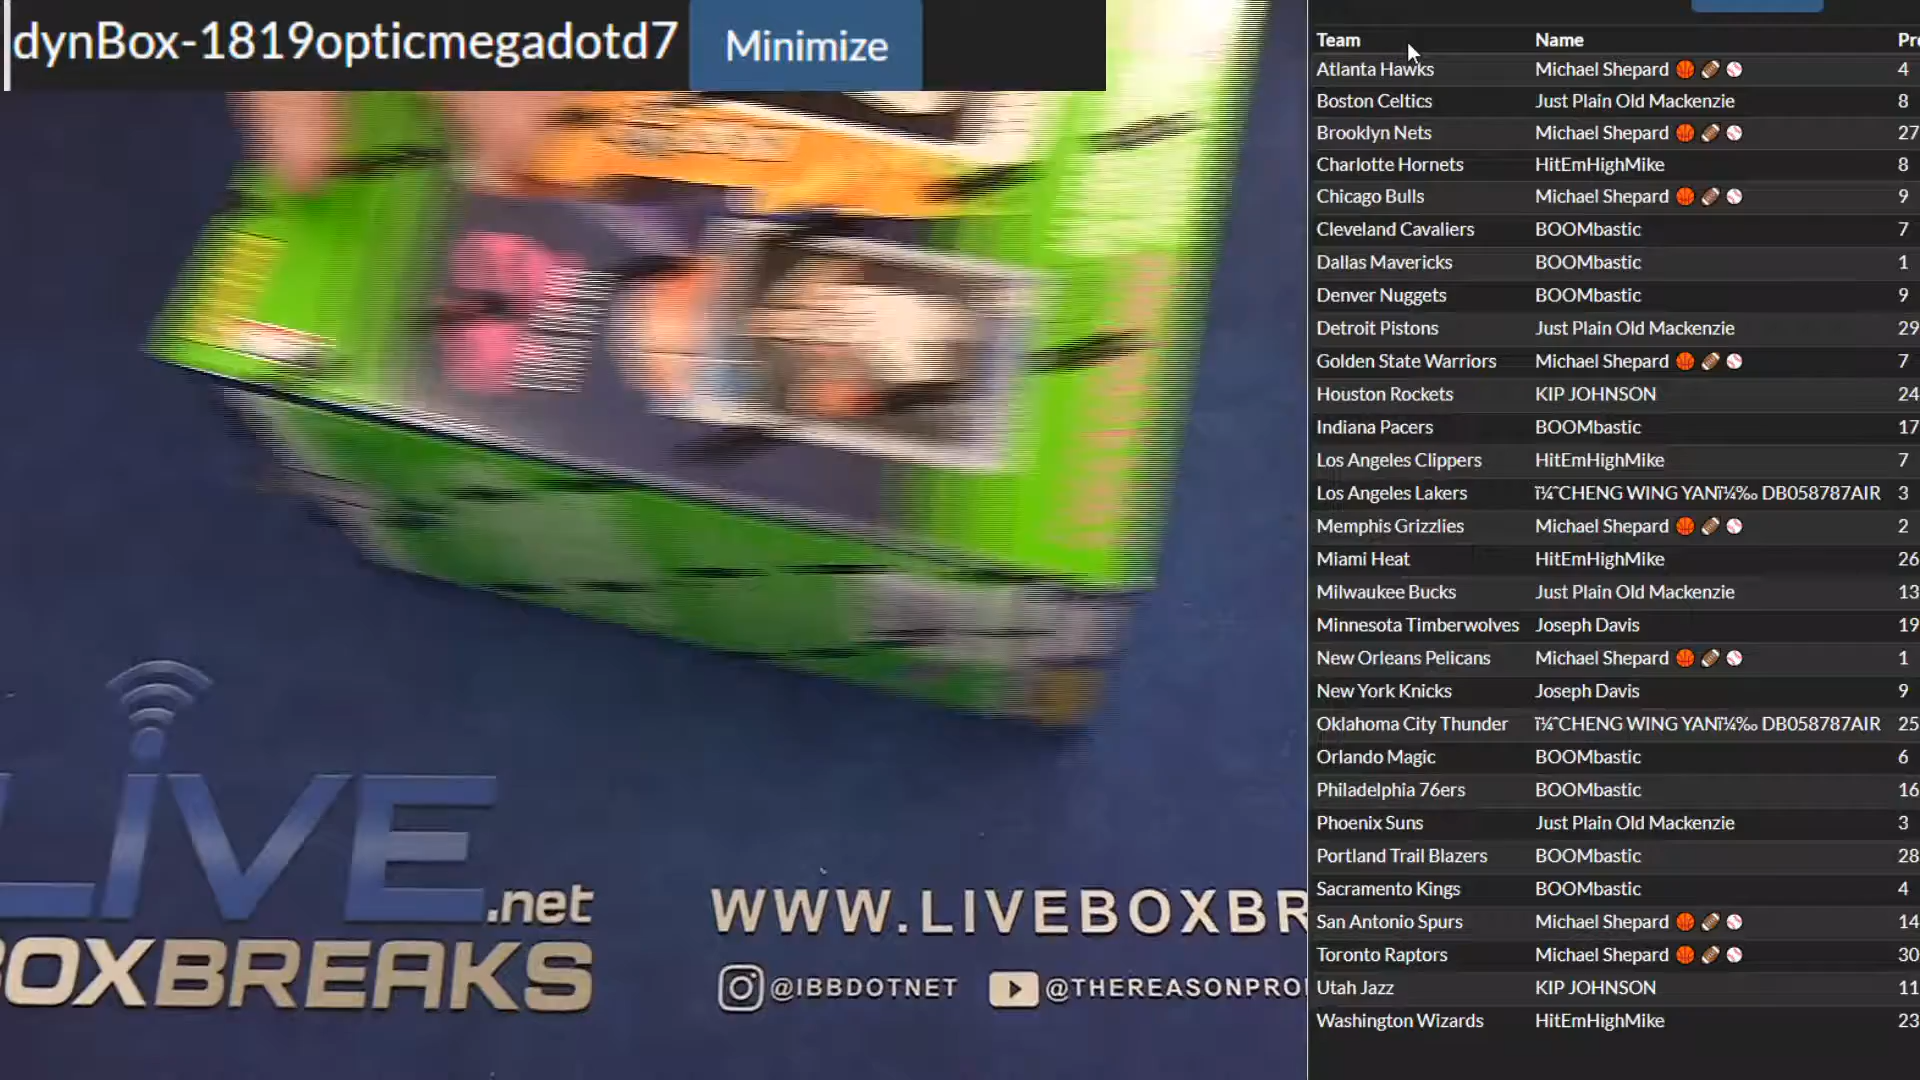 dynBox-1819opticmegadotd7 Minimize
Team Name
Atlanta Hawks Michael Shepard 🏀 🏈 ⚾ 4
Boston Celtics Just Plain Old Mackenzie 8
Brooklyn Nets Michael Shepard 🏀 🏈 ⚾ 27
Charlotte Hornets HitEmHighMike 8
Chicago Bulls Michael Shepard 🏀 🏈 ⚾ 9
Cleveland Cavaliers BOOMbastic 7
Dallas Mavericks BOOMbastic 1
Denver Nuggets BOOMbastic 9
Detroit Pistons Just Plain Old Mackenzie 29
Golden State Warriors Michael Shepard 🏀 🏈 ⚾ 7
Houston Rockets KIP JOHNSON 24
Indiana Pacers BOOMbastic 17
Los Angeles Clippers HitEmHighMike 7
Los Angeles Lakers ï¼ˆCHENG WING YANï¼‰ DB058787AIR 3
Memphis Grizzlies Michael Shepard 🏀 🏈 ⚾ 2
Miami Heat HitEmHighMike 26
Milwaukee Bucks Just Plain Old Mackenzie 13
Minnesota Timberwolves Joseph Davis 19
New Orleans Pelicans Michael Shepard 🏀 🏈 ⚾ 1
New York Knicks Joseph Davis 9
Oklahoma City Thunder ï¼ˆCHENG WING YANï¼‰ DB058787AIR 25
Orlando Magic BOOMbastic 6
Philadelphia 76ers BOOMbastic 16
Phoenix Suns Just Plain Old Mackenzie 3
Portland Trail Blazers BOOMbastic 28
Sacramento Kings BOOMbastic 4
San Antonio Spurs Michael Shepard 🏀 🏈 ⚾ 14
Toronto Raptors Michael Shepard 🏀 🏈 ⚾ 30
Utah Jazz KIP JOHNSON 11
Washington Wizards HitEmHighMike 23
LIVE.net
BOXBREAKS
WWW.LIVEBOXBR
@IBBDOTNET @THEREASONPRO